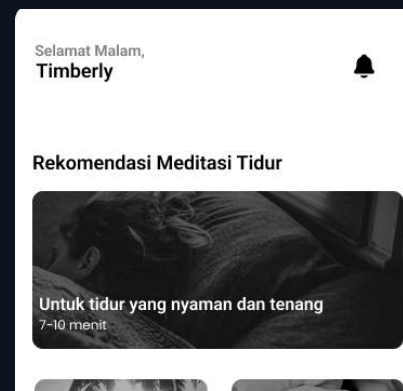 Selamat Malam,
Timberly
Rekomendasi Meditasi Tidur
Untuk tidur yang nyaman dan tenang
7-10 menit